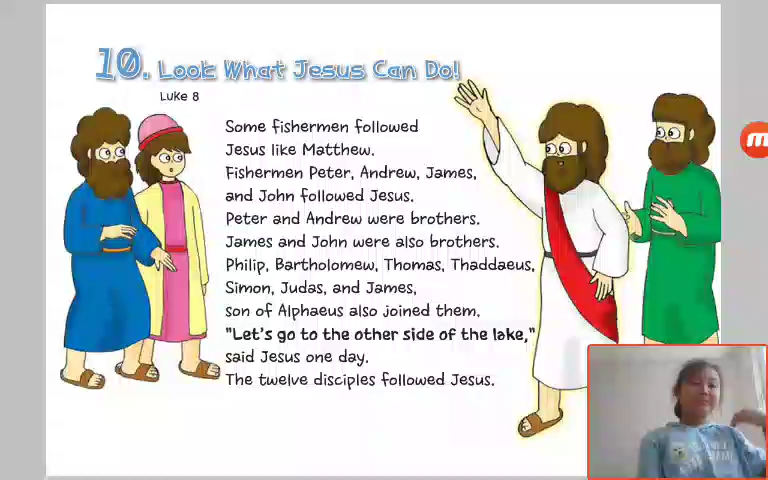 10. Look What Jesus Can Do!
Luke 8
Some fishermen followed
Jesus like Matthew.
Fishermen Peter, Andrew, James,
and John followed Jesus.
Peter and Andrew were brothers.
James and John were also brothers.
Philip, Bartholomew, Thomas, Thaddaeus,
Simon, Judas, and James,
son of Alphaeus also joined them.
"Let's go to the other side of the lake,"
said Jesus one day.
The twelve disciples followed Jesus.